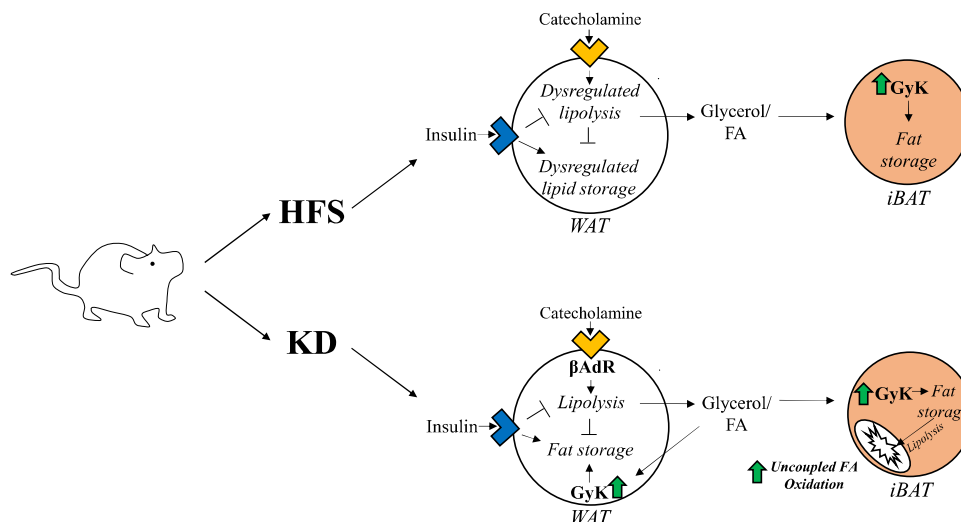 Catecholamine
Dysregulated
lipolysis
Insulin
Dysregulated
lipid storage
WAT
Glycerol/
FA
GyK
Fat
storage
iBAT
HFS
KD
Catecholamine
βAdR
Lipolysis
Insulin
Fat storage
GyK
WAT
Glycerol/
FA
Uncoupled FA
Oxidation
GyK
Fat
storage
Lipolysis
iBAT